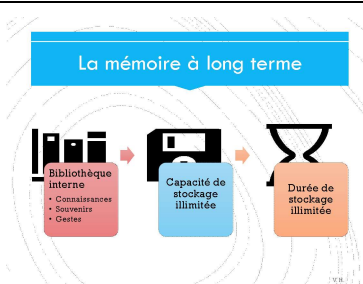 La mémoire à long terme
Bibliothèque
interne
• Connaissances
• Souvenirs
• Gestes
Capacité de
stockage
illimitée
Durée de
stockage
illimitée
V.H.